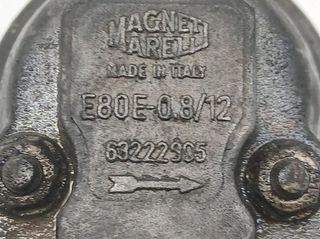 MAGNETI
MARELLI
MADE IN ITALY
E80E-0.8/12
63222905